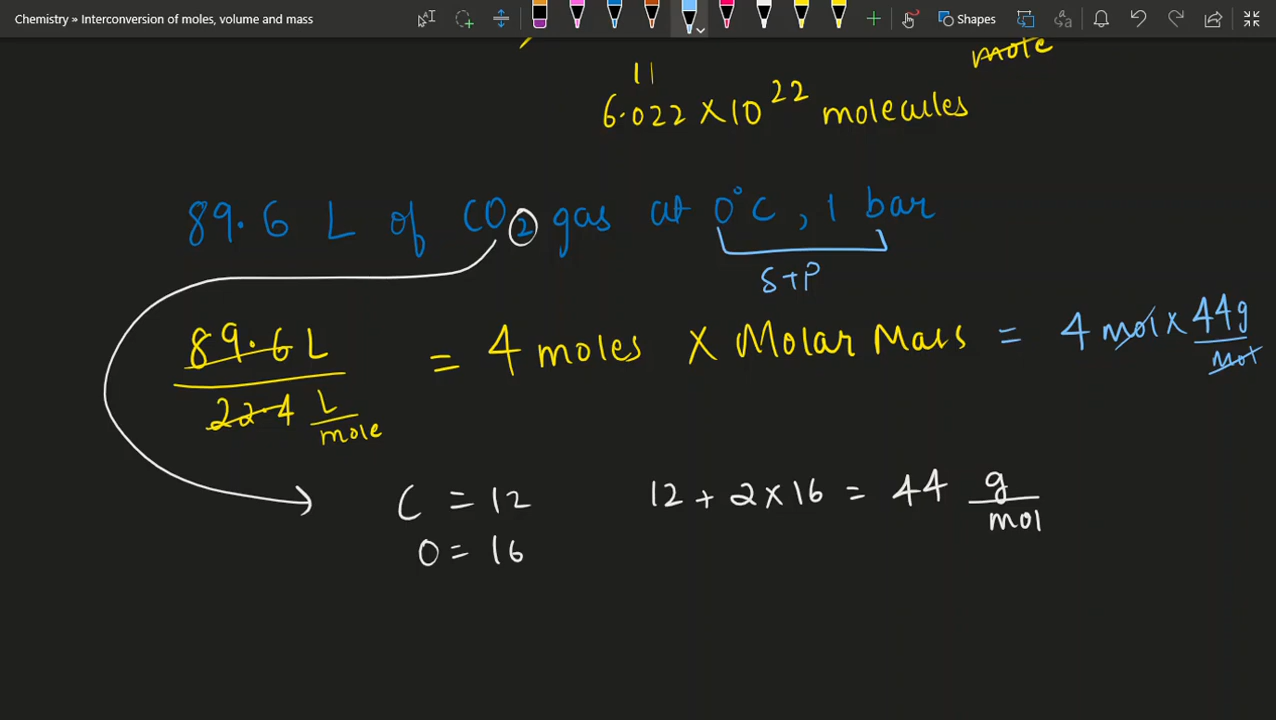 Chemistry » Interconversion of moles, volume and mass
Shapes
mole
11
6.022 × 10^22 molecules
89.6 L of CO2 gas at 0°C, 1 bar
STP
89.6 L / 22.4 L/mole = 4 moles × Molar Mass = 4 mol × 44g/mol
C = 12 12 + 2 × 16 = 44 g/mol
O = 16